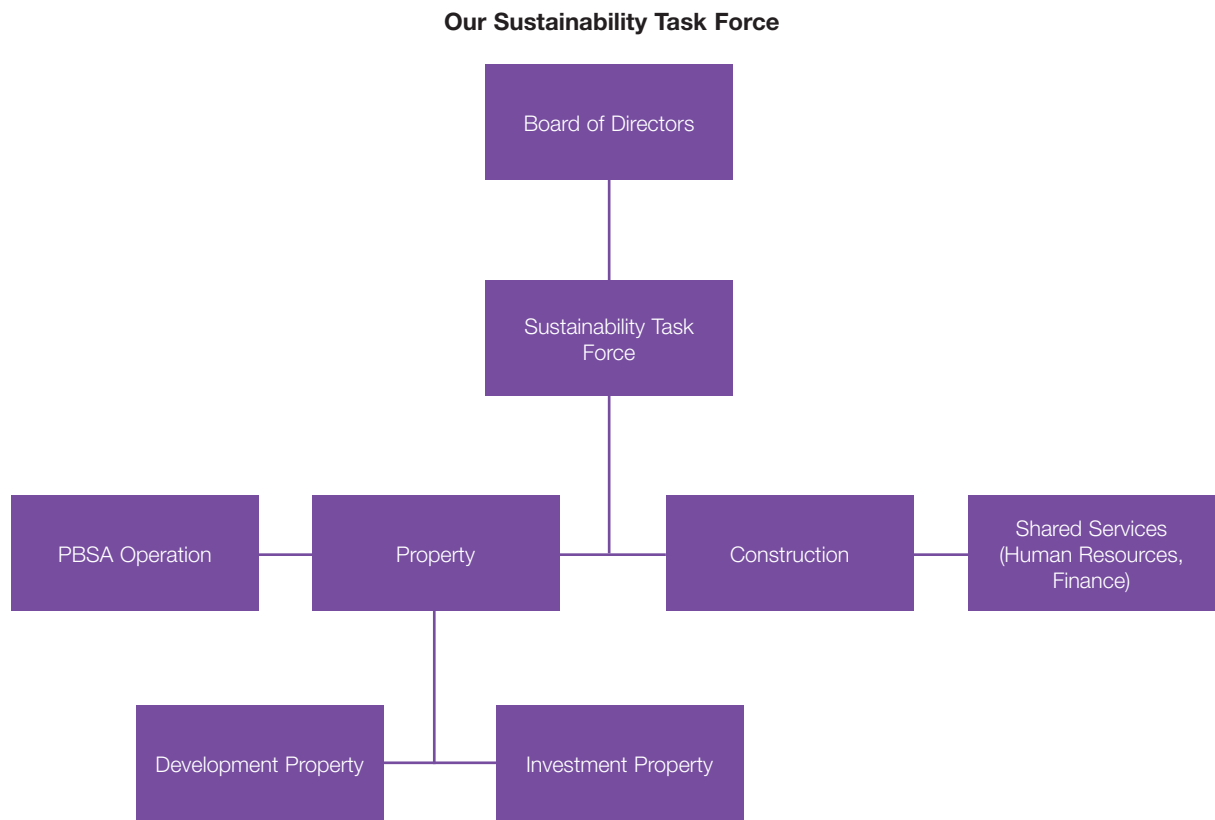 Our Sustainability Task Force
Board of Directors
Sustainability Task
Force
PBSA Operation
Property
Construction
Shared Services
(Human Resources,
Finance)
Development Property
Investment Property